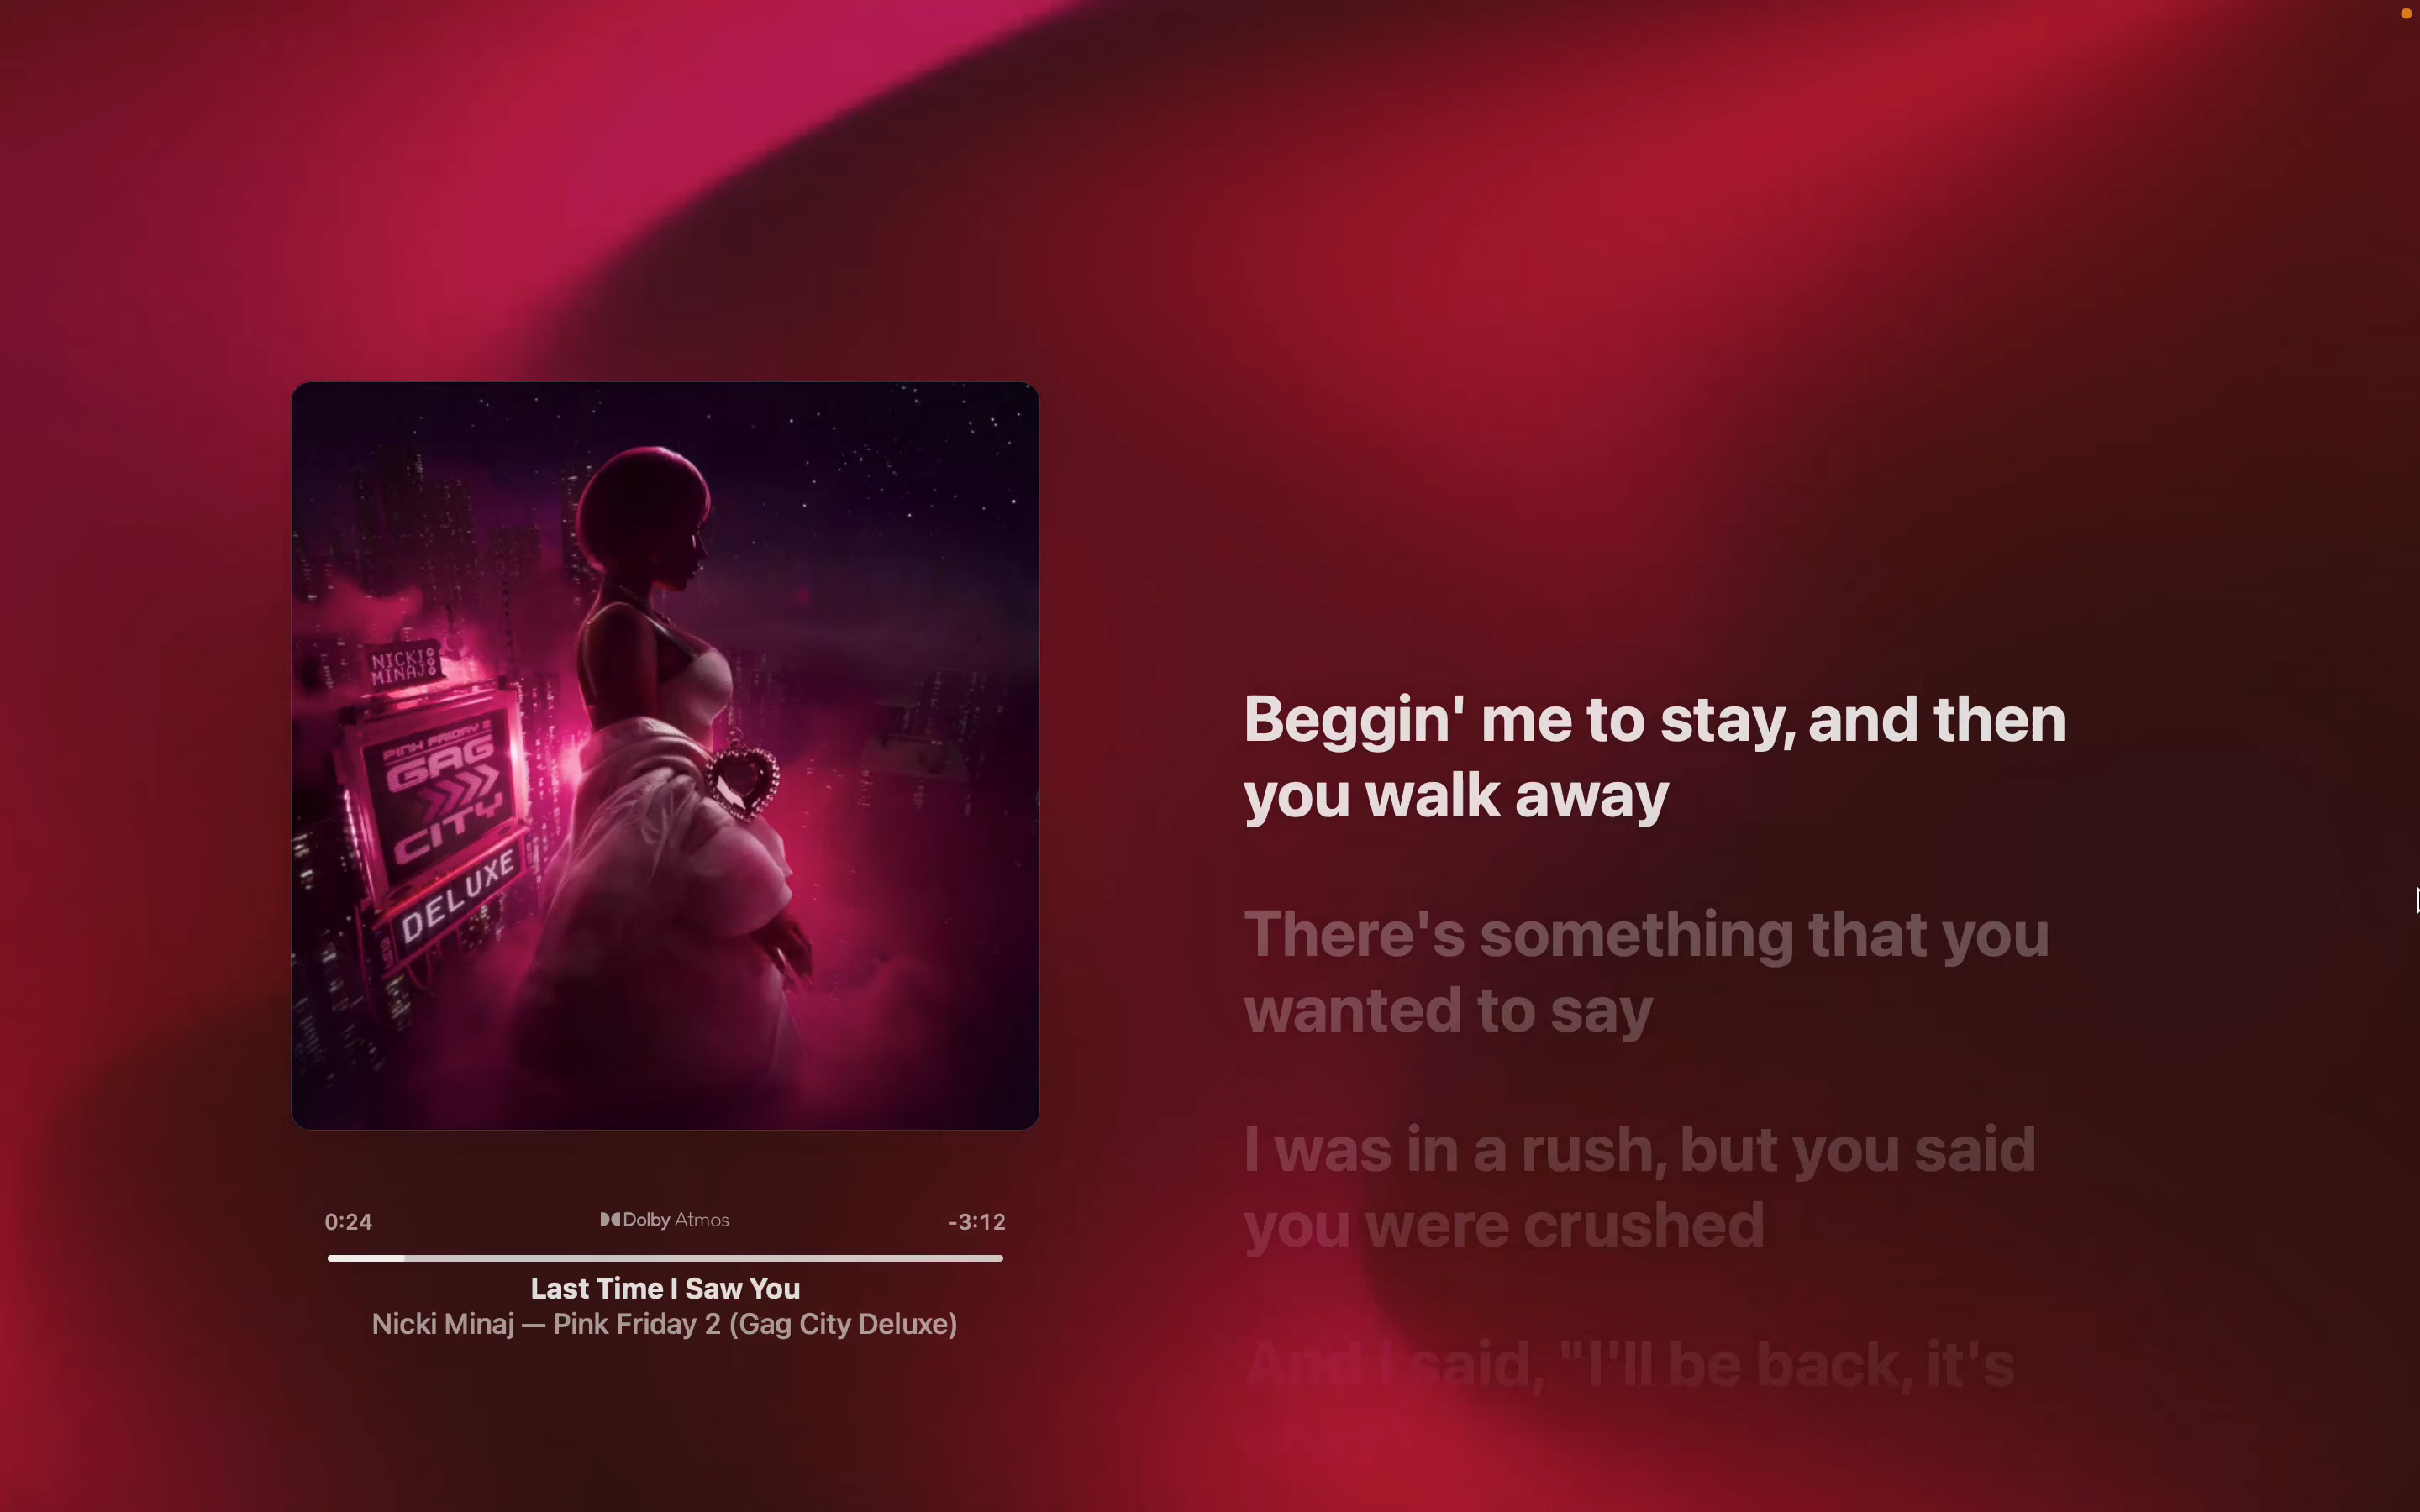 NICKI
MINAJ
PINK FRIDAY 2
GAG
CITY
DELUXE
0:24
Dolby Atmos
-3:12
Last Time I Saw You
Nicki Minaj — Pink Friday 2 (Gag City Deluxe)
Beggin' me to stay, and then
you walk away
There's something that you
wanted to say
I was in a rush, but you said
you were crushed
And I said, "I'll be back, it's